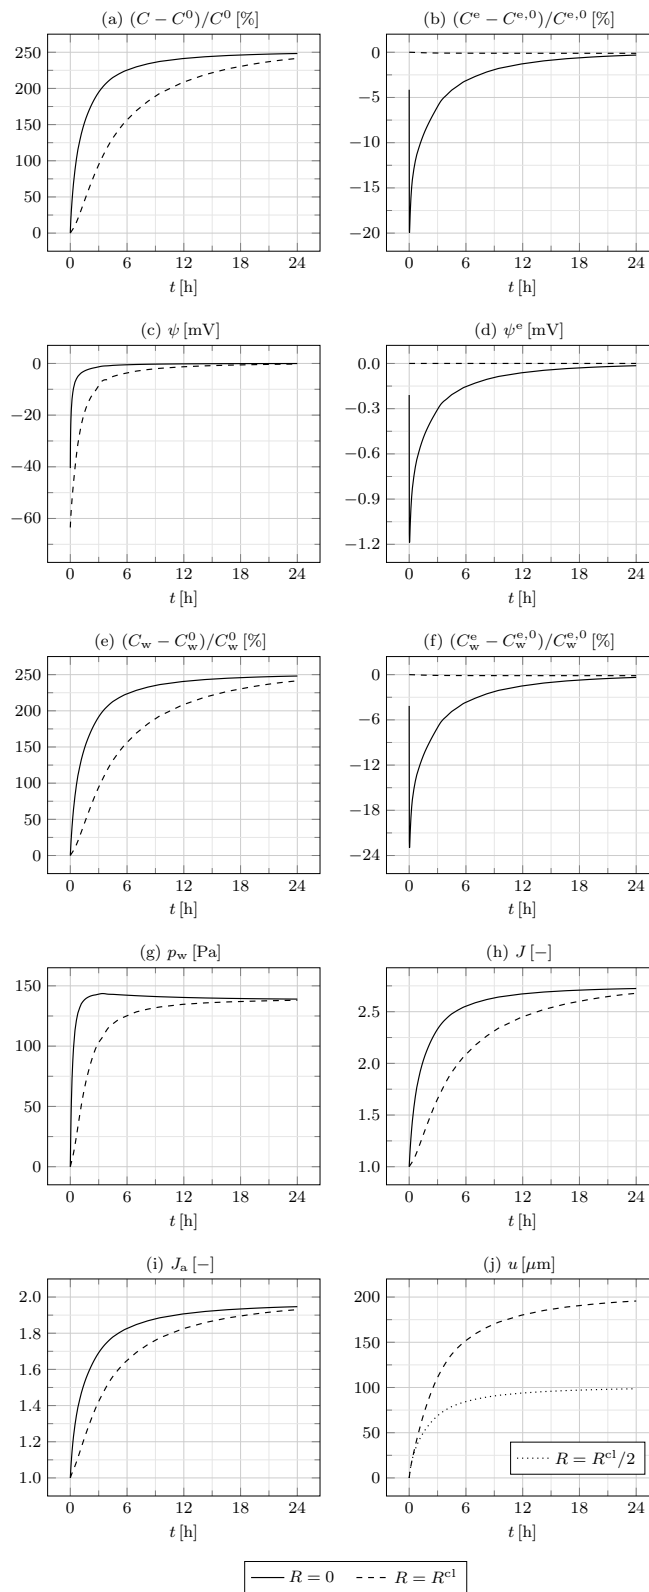 (a) (C − C⁰)/C⁰ [%]
250
200
150
100
50
0
0 6 12 18 24
t [h]
(b) (Cᵉ − Cᵉ,⁰)/Cᵉ,⁰ [%]
0
−5
−10
−15
−20
0 6 12 18 24
t [h]
(c) ψ [mV]
0
−20
−40
−60
0 6 12 18 24
t [h]
(d) ψᵉ [mV]
0.0
−0.3
−0.6
−0.9
−1.2
0 6 12 18 24
t [h]
(e) (C_w − C_w⁰)/C_w⁰ [%]
250
200
150
100
50
0
0 6 12 18 24
t [h]
(f) (C_wᵉ − C_wᵉ,⁰)/C_wᵉ,⁰ [%]
0
−6
−12
−18
−24
0 6 12 18 24
t [h]
(g) p_w [Pa]
150
100
50
0
0 6 12 18 24
t [h]
(h) J [−]
2.5
2.0
1.5
1.0
0 6 12 18 24
t [h]
(i) J_a [−]
2.0
1.8
1.6
1.4
1.2
1.0
0 6 12 18 24
t [h]
(j) u [μm]
200
150
100
50
0
R = R^cl/2
0 6 12 18 24
t [h]
R = 0 R = R^cl